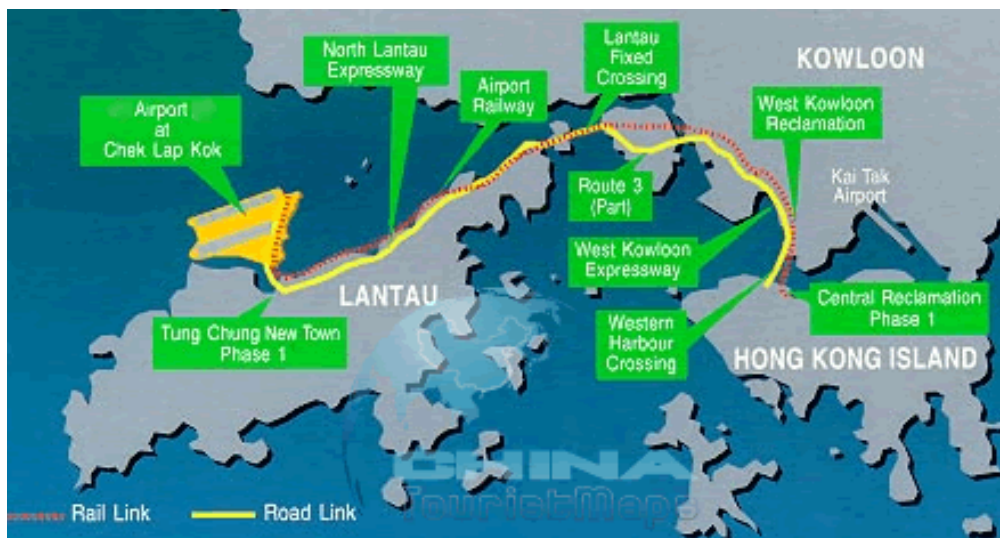 North Lantau
Expressway
Lantau
Fixed
Crossing
KOWLOON
Airport
at
Chek Lap Kok
Airport
Railway
West Kowloon
Reclamation
Route 3
(Part)
Kai Tak
Airport
West Kowloon
Expressway
LANTAU
Tung Chung New Town
Phase 1
Western
Harbour
Crossing
Central Reclamation
Phase 1
HONG KONG ISLAND
CHINA
TouristMaps
Rail Link
Road Link